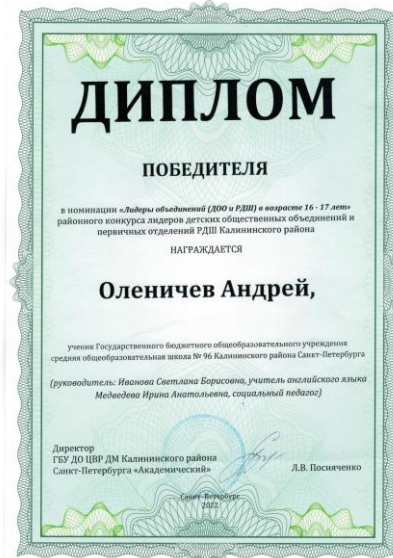 ДИПЛОМ
ПОБЕДИТЕЛЯ
в номинации «Лидеры объединений (ДОО и РДШ) в возрасте 16 - 17 лет»
районного конкурса лидеров детских общественных объединений и
первичных отделений РДШ Калининского района
НАГРАЖДАЕТСЯ
Оленичев Андрей,
ученик Государственного бюджетного общеобразовательного учреждения
средняя общеобразовательная школа № 96 Калининского района Санкт-Петербурга
(руководитель: Иванова Светлана Борисовна, учитель английского языка
Медведева Ирина Анатольевна, социальный педагог)
Директор
ГБУ ДО ЦВР ДМ Калининского района
Санкт-Петербурга «Академический»
Л.В. Посняченко
Санкт-Петербург
2022